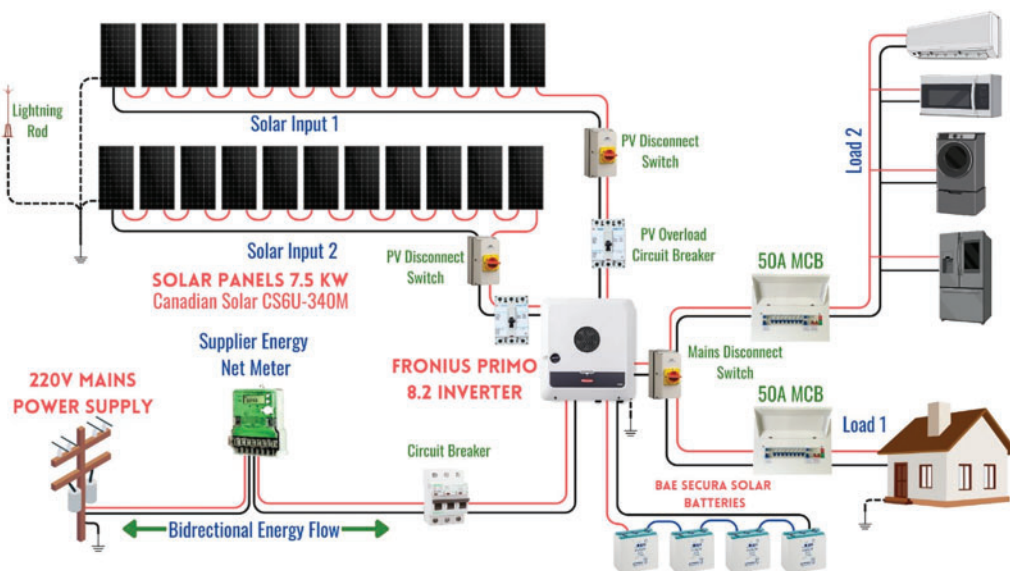 Lightning
Rod
Solar Input 1
PV Disconnect
Switch
Load 2
Solar Input 2
PV Disconnect
Switch
PV Overload
Circuit Breaker
50A MCB
SOLAR PANELS 7.5 KW
Canadian Solar CS6U-340M
Supplier Energy
Net Meter
FRONIUS PRIMO
8.2 INVERTER
Mains Disconnect
Switch
220V MAINS
POWER SUPPLY
50A MCB
Load 1
Circuit Breaker
BAE SECURA SOLAR
BATTERIES
Bidirectional Energy Flow